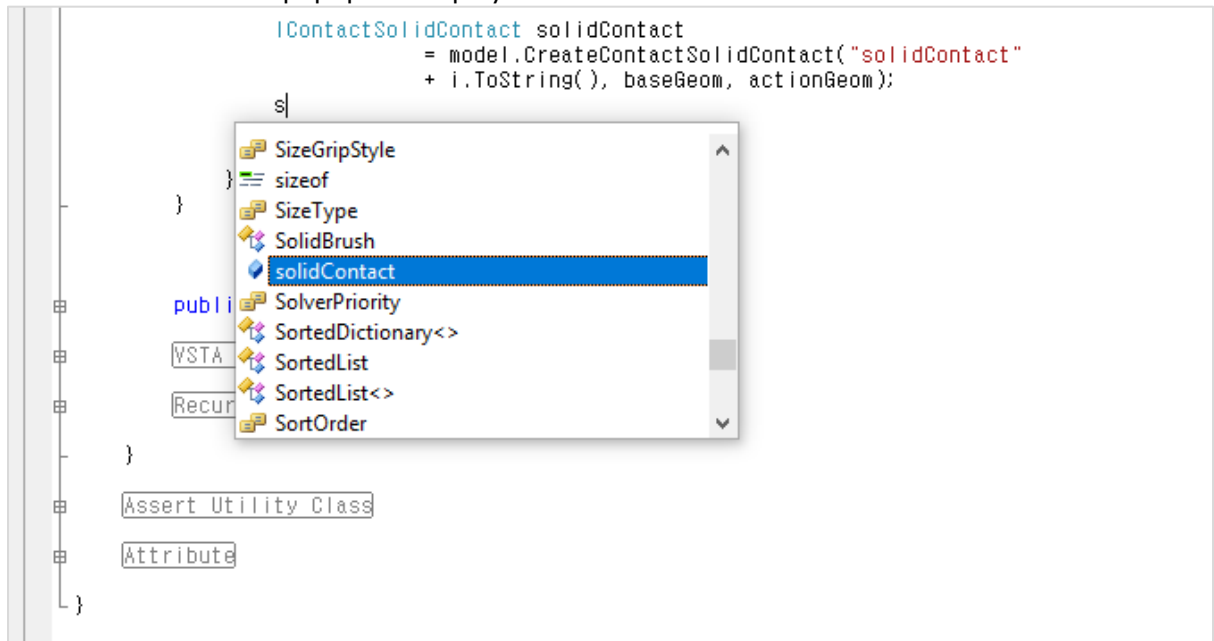 IContactSolidContact solidContact
= model.CreateContactSolidContact("solidContact"
+ i.ToString(), baseGeom, actionGeom);
s
SizeGripStyle
} sizeof
} SizeType
SolidBrush
solidContact
publi SolverPriority
SortedDictionary<>
VSTA SortedList
Recur SortedList<>
SortOrder
}
Assert Utility Class
Attribute
}